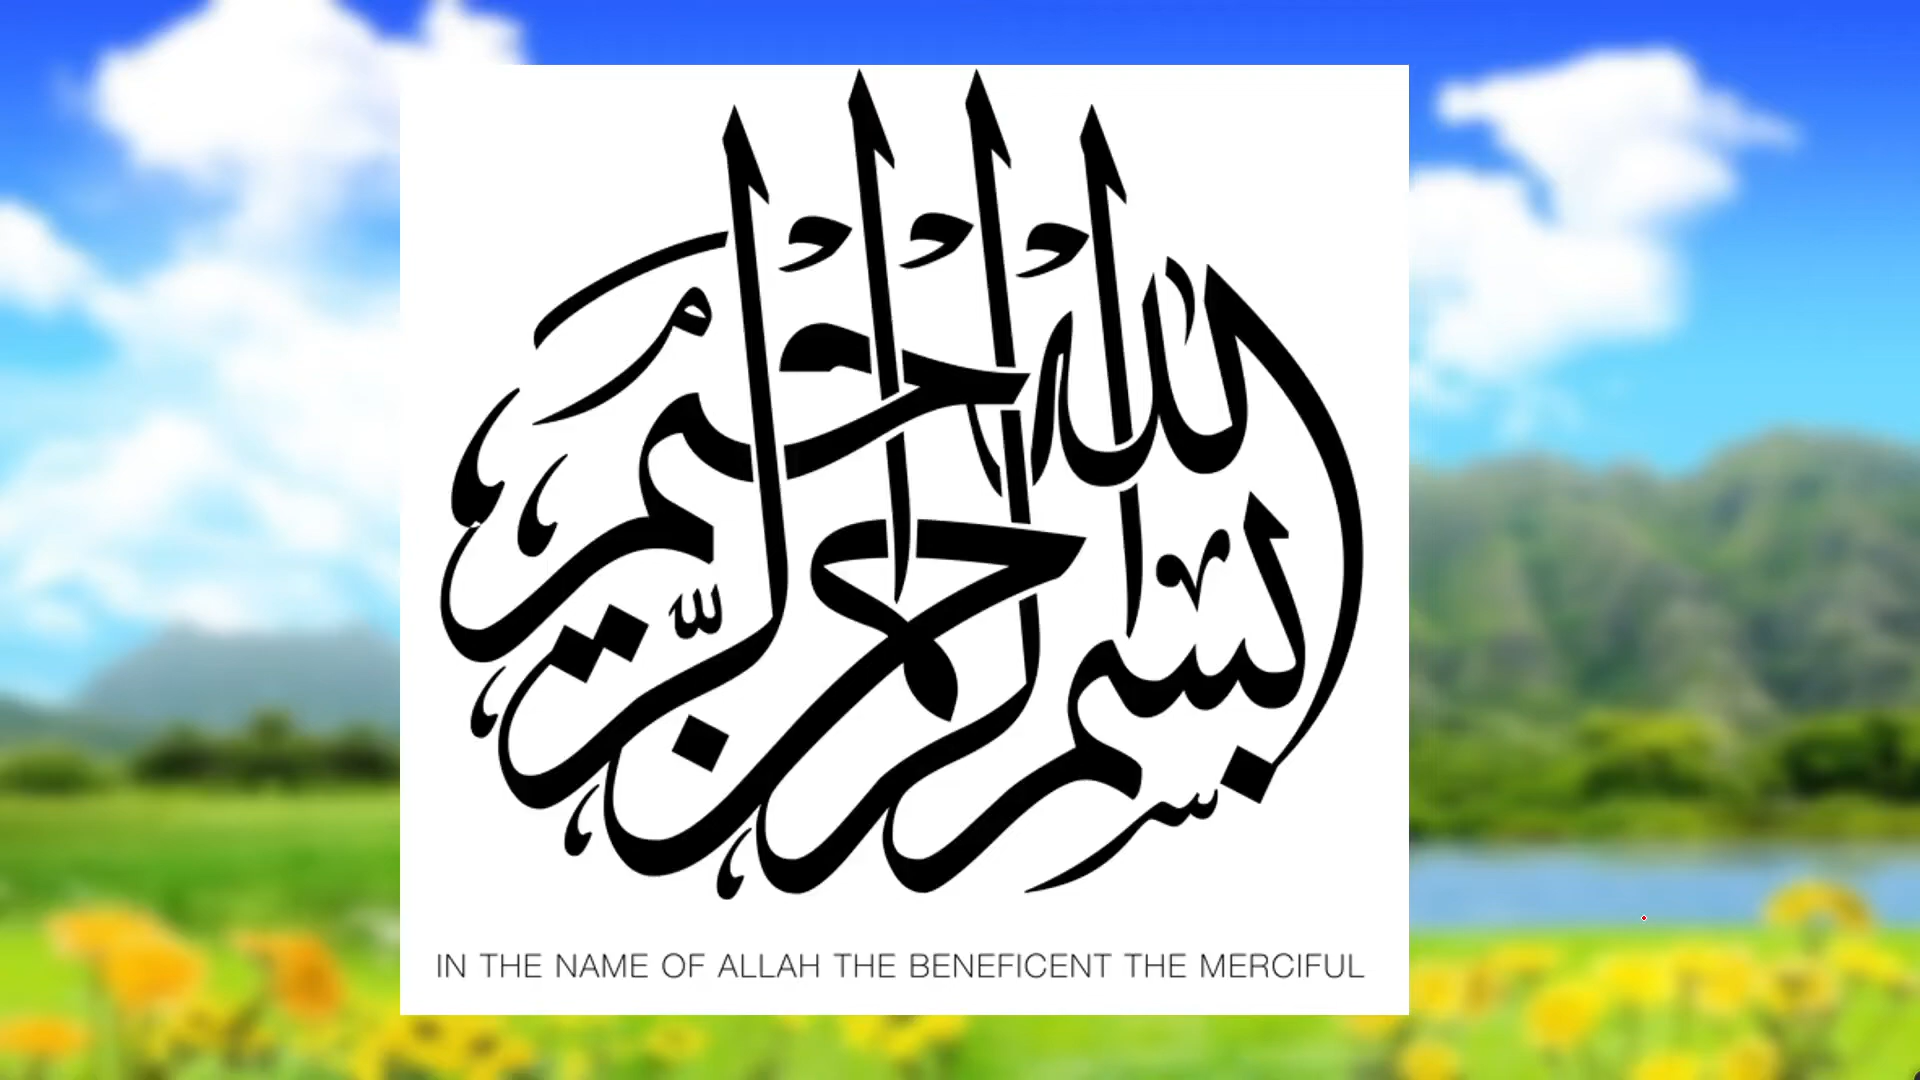 بسم الله الرحمن الرحيم
IN THE NAME OF ALLAH THE BENEFICENT THE MERCIFUL